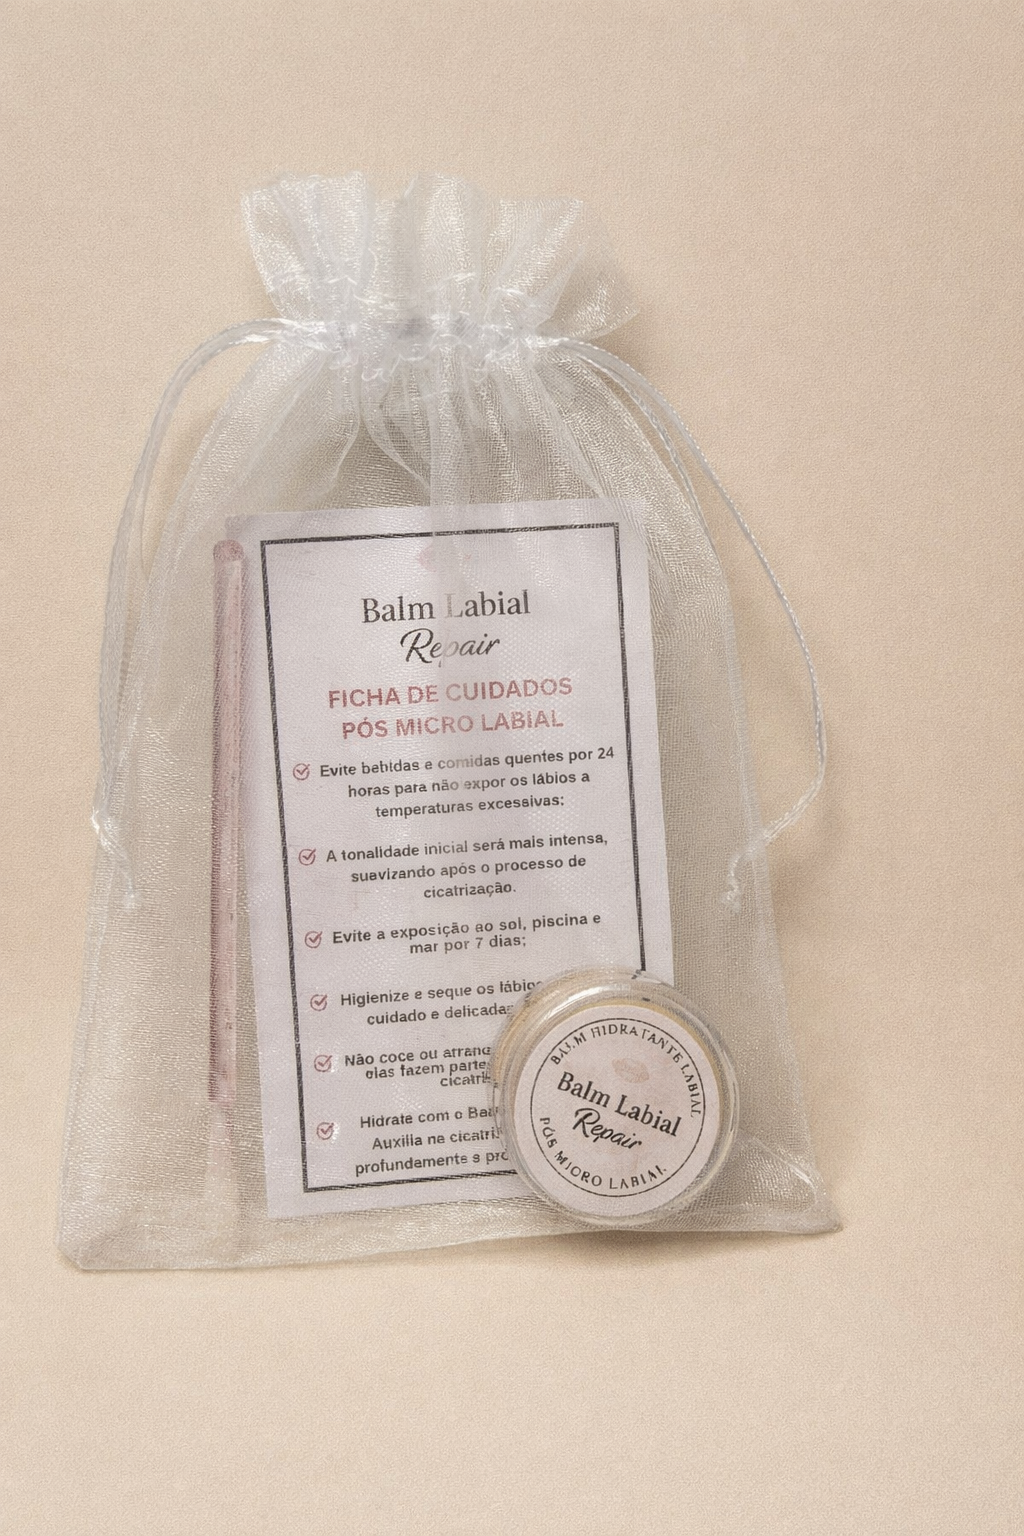 Balm Labial
Repair
FICHA DE CUIDADOS
PÓS MICRO LABIAL
Evite bebidas e comidas quentes por 24
horas para não expor os lábios a
temperaturas excessivas;
A tonalidade inicial será mais intensa,
suavizando após o processo de
cicatrização.
Evite a exposição ao sol, piscina e
mar por 7 dias;
Higienize e seque os lábios
cuidado e
Não coce ou
elas fazem parte
Hidrate com o
Auxilia na
profundamente
BALM HIDRATANTE LABIAL
Balm Labial
Repair
PÓS MICRO LABIAL